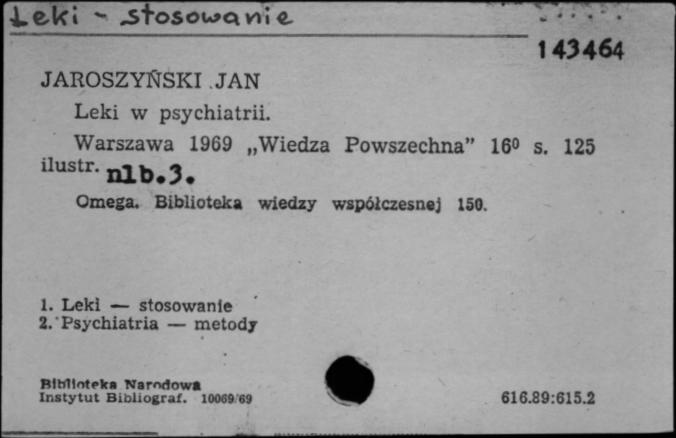 Leki - stosowanie
143464
JAROSZYŃSKI JAN
Leki w psychiatrii.
Warszawa 1969 „Wiedza Powszechna” 16⁰ s. 125
ilustr. nlb.3.
Omega. Biblioteka wiedzy współczesnej 150.
1. Leki — stosowanie
2. Psychiatria — metody
Biblioteka Narodowa
Instytut Bibliograf. 10069/69
616.89:615.2